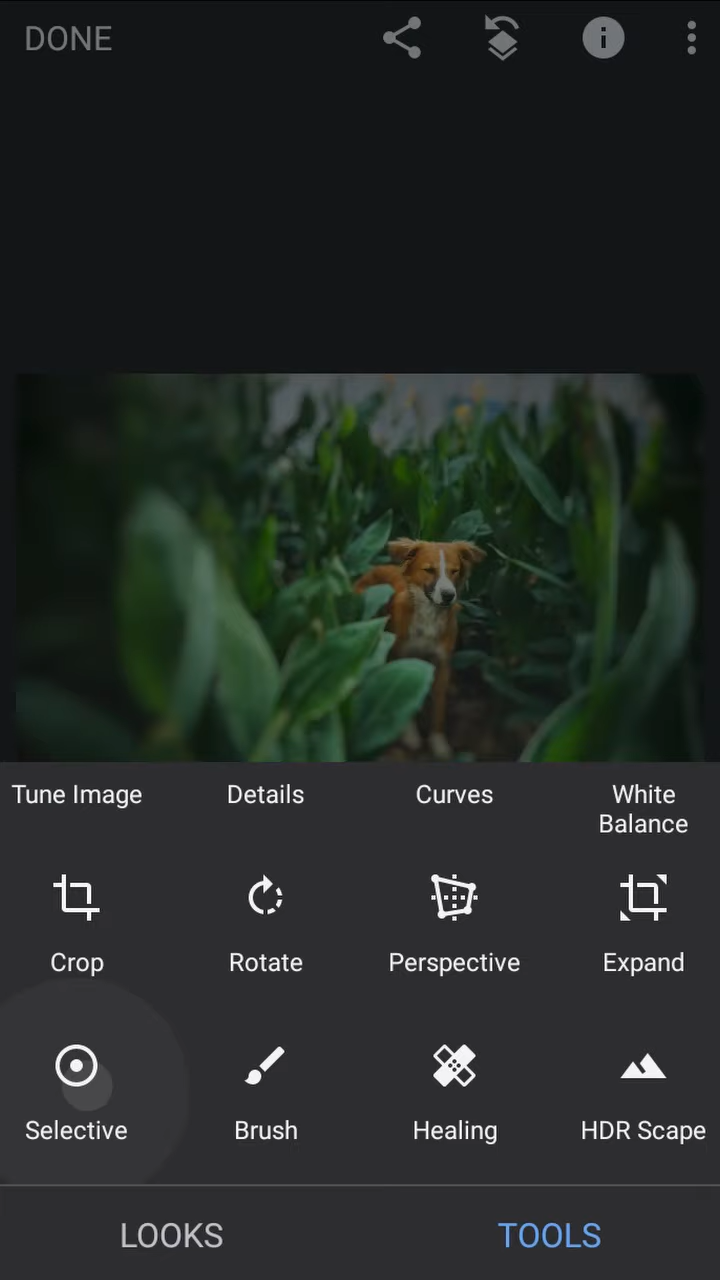 DONE
Tune Image
Details
Curves
White
Balance
Crop
Rotate
Perspective
Expand
Selective
Brush
Healing
HDR Scape
LOOKS
TOOLS